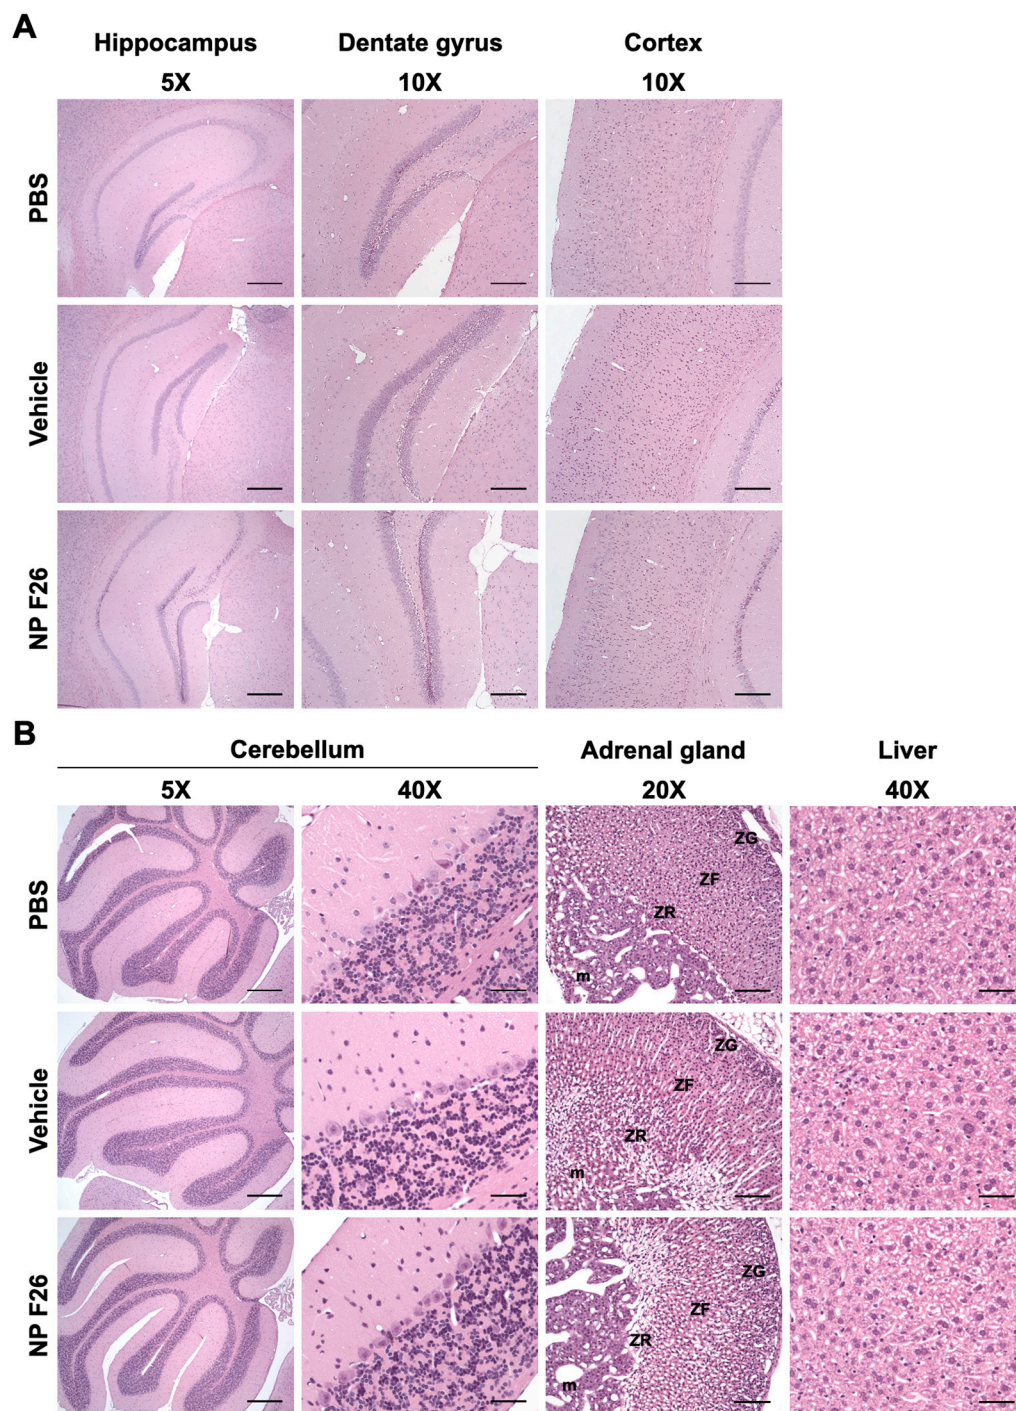 A
Hippocampus Dentate gyrus Cortex
5X 10X 10X
PBS
Vehicle
NP F26
B
Cerebellum Adrenal gland Liver
5X 40X 20X 40X
PBS
ZG
ZF
ZR
m
Vehicle
ZG
ZF
ZR
m
NP F26
ZG
ZF
ZR
m